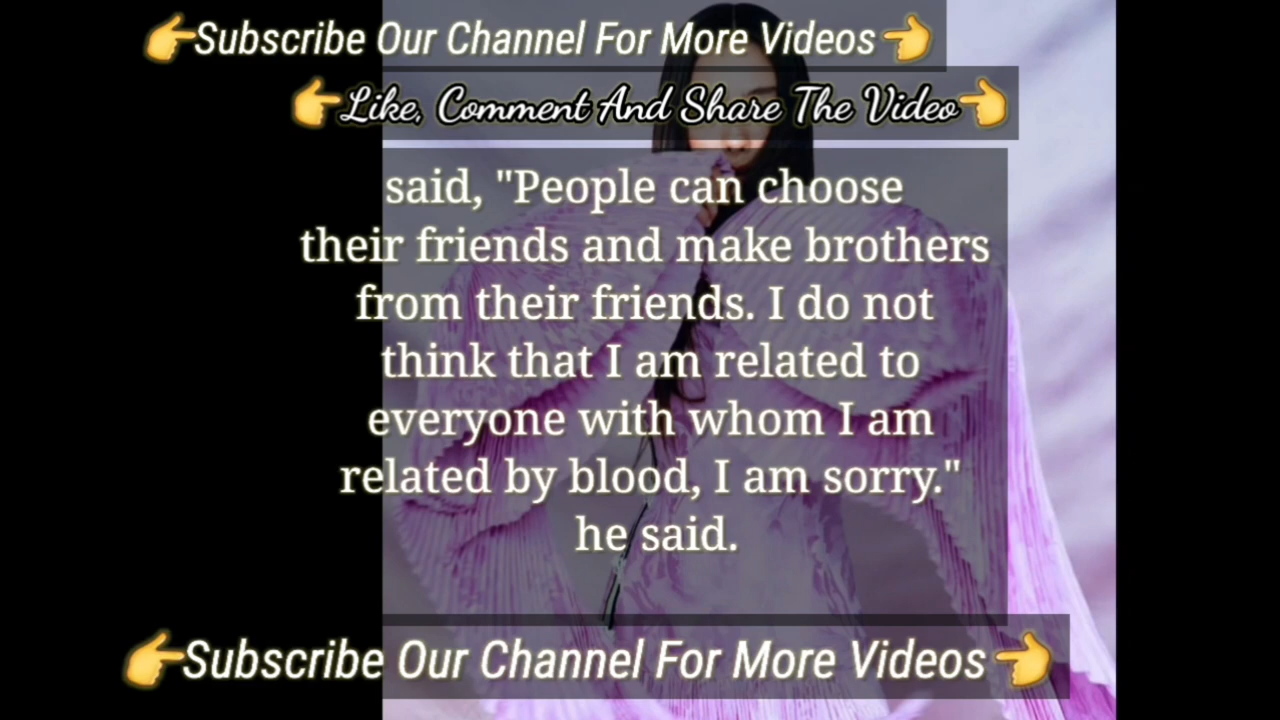 👉Subscribe Our Channel For More Videos👈
👉Like, Comment And Share The Video👈
said, "People can choose
their friends and make brothers
from their friends. I do not
think that I am related to
everyone with whom I am
related by blood, I am sorry."
he said.
👉Subscribe Our Channel For More Videos👈